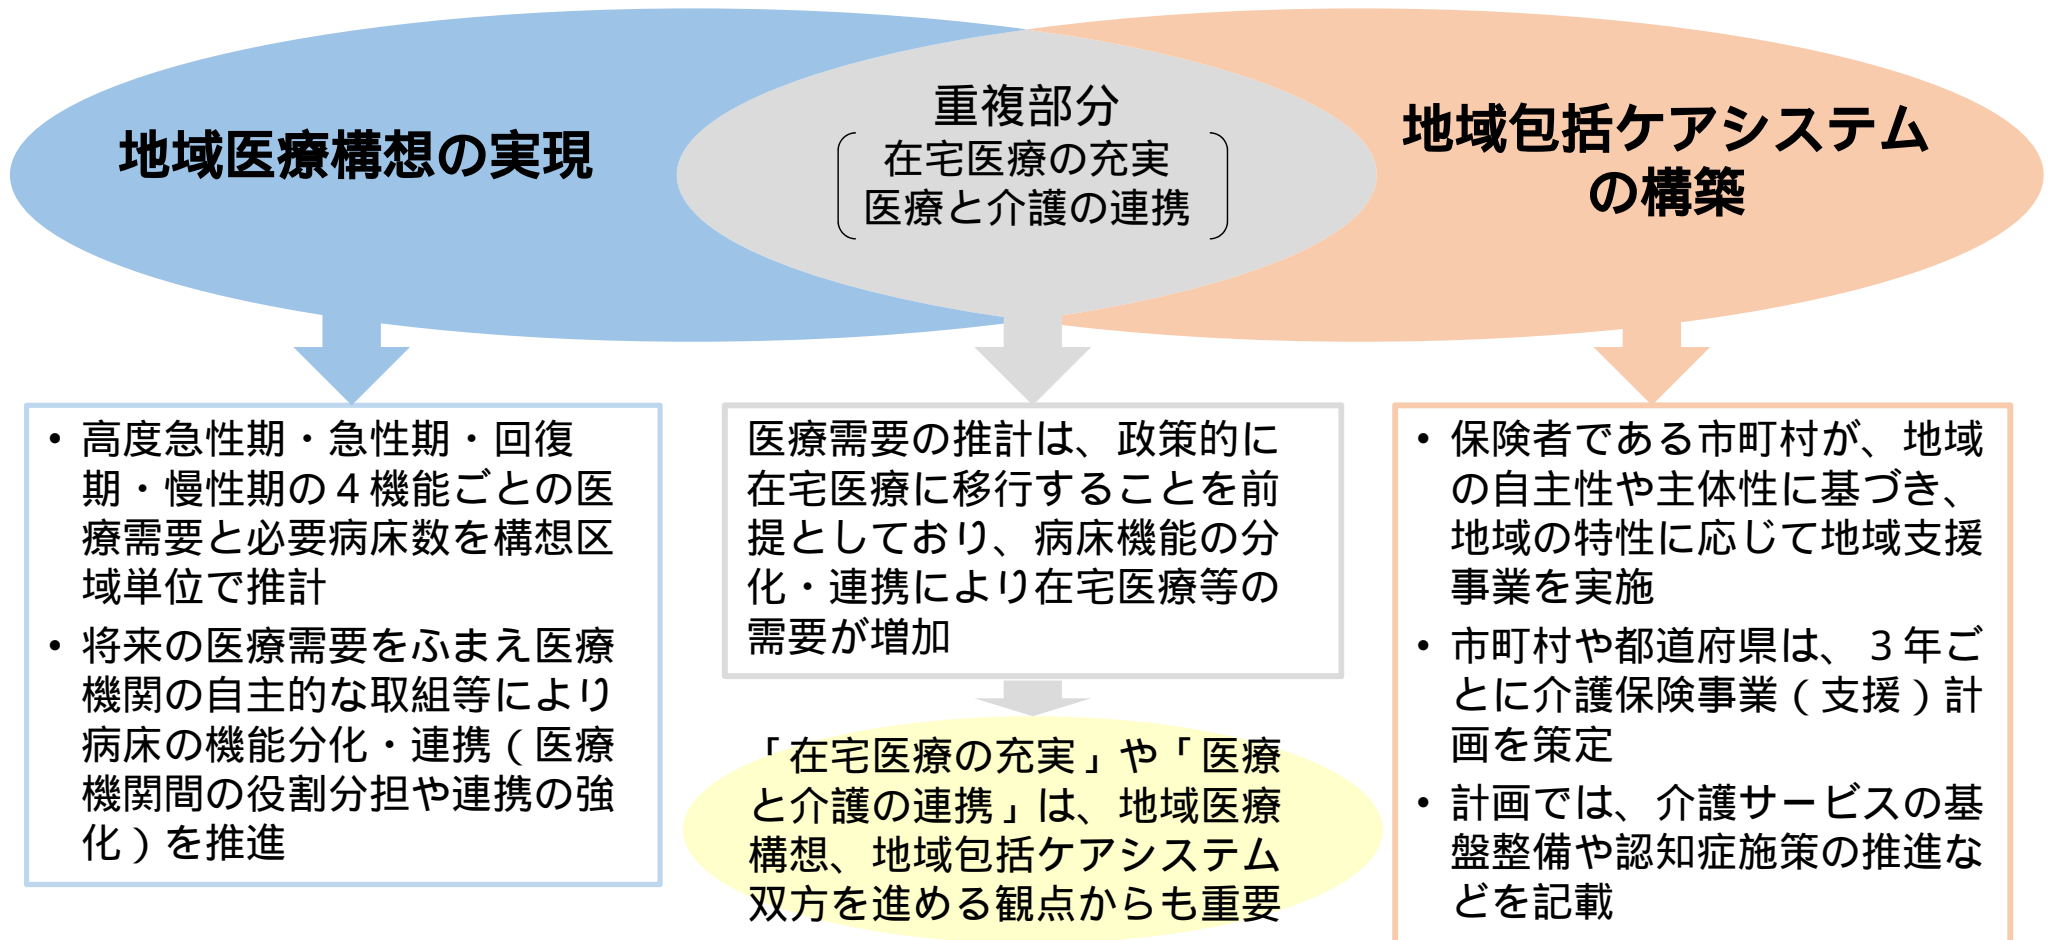 地域医療構想の実現
重複部分
在宅医療の充実
医療と介護の連携
地域包括ケアシステム
の構築
• 高度急性期・急性期・回復
期・慢性期の４機能ごとの医
療需要と必要病床数を構想区
域単位で推計
• 将来の医療需要をふまえ医療
機関の自主的な取組等により
病床の機能分化・連携（医療
機関間の役割分担や連携の強
化）を推進
医療需要の推計は、政策的に
在宅医療に移行することを前
提としており、病床機能の分
化・連携により在宅医療等の
需要が増加
「在宅医療の充実」や「医療
と介護の連携」は、地域医療
構想、地域包括ケアシステム
双方を進める観点からも重要
• 保険者である市町村が、地域
の自主性や主体性に基づき、
地域の特性に応じて地域支援
事業を実施
• 市町村や都道府県は、３年ご
とに介護保険事業（支援）計
画を策定
• 計画では、介護サービスの基
盤整備や認知症施策の推進な
どを記載